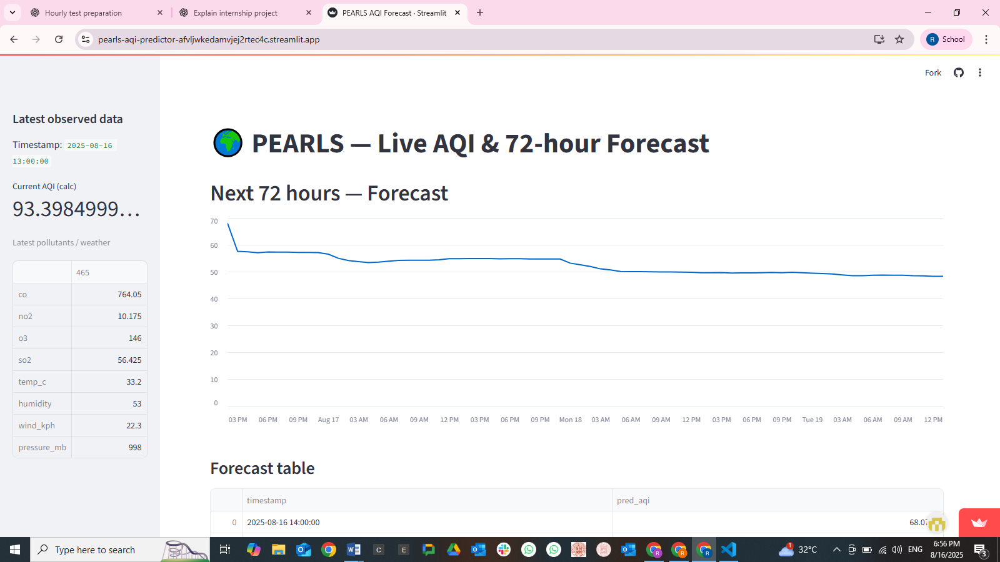 Hourly test preparation
Explain internship project
PEARLS AQI Forecast · Streamlit
pearls-aqi-predictor-afvljwkedamvjej2rtec4c.streamlit.app
R School
Fork
Latest observed data
Timestamp: 2025-08-16
13:00:00
Current AQI (calc)
93.3984999...
Latest pollutants / weather
465
co 764.05
no2 10.175
o3 146
so2 56.425
temp_c 33.2
humidity 53
wind_kph 22.3
pressure_mb 998
PEARLS — Live AQI & 72-hour Forecast
Next 72 hours — Forecast
70
60
50
40
30
20
10
0
03 PM 06 PM 09 PM Aug 17 03 AM 06 AM 09 AM 12 PM 03 PM 06 PM 09 PM Mon 18 03 AM 06 AM 09 AM 12 PM 03 PM 06 PM 09 PM Tue 19 03 AM 06 AM 09 AM 12 PM
Forecast table
timestamp pred_aqi
0 2025-08-16 14:00:00
Type here to search
C
E
R
R
R
1
32°C
ENG
6:56 PM
8/16/2025
3